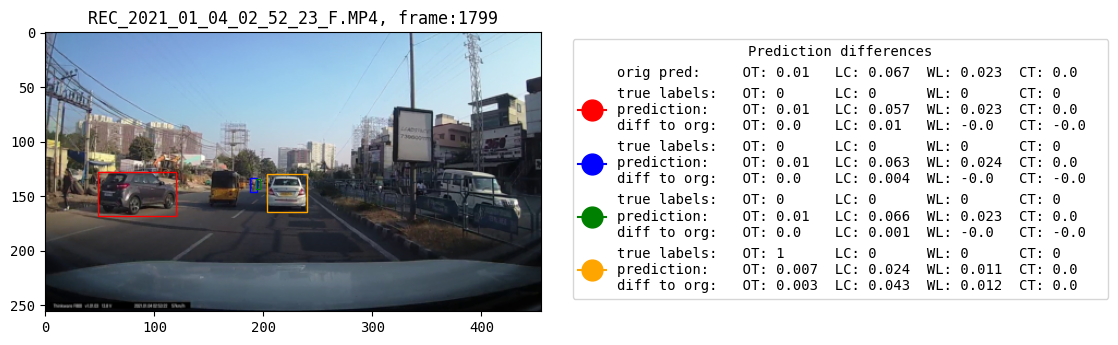 REC_2021_01_04_02_52_23_F.MP4, frame:1799
0
50
100
150
200
250
0 100 200 300 400
Prediction differences
orig pred: OT: 0.01 LC: 0.067 WL: 0.023 CT: 0.0
true labels: OT: 0 LC: 0 WL: 0 CT: 0
prediction: OT: 0.01 LC: 0.057 WL: 0.023 CT: 0.0
diff to org: OT: 0.0 LC: 0.01 WL: -0.0 CT: -0.0
true labels: OT: 0 LC: 0 WL: 0 CT: 0
prediction: OT: 0.01 LC: 0.063 WL: 0.024 CT: 0.0
diff to org: OT: 0.0 LC: 0.004 WL: -0.0 CT: -0.0
true labels: OT: 0 LC: 0 WL: 0 CT: 0
prediction: OT: 0.01 LC: 0.066 WL: 0.023 CT: 0.0
diff to org: OT: 0.0 LC: 0.001 WL: -0.0 CT: -0.0
true labels: OT: 1 LC: 0 WL: 0 CT: 0
prediction: OT: 0.007 LC: 0.024 WL: 0.011 CT: 0.0
diff to org: OT: 0.003 LC: 0.043 WL: 0.012 CT: 0.0